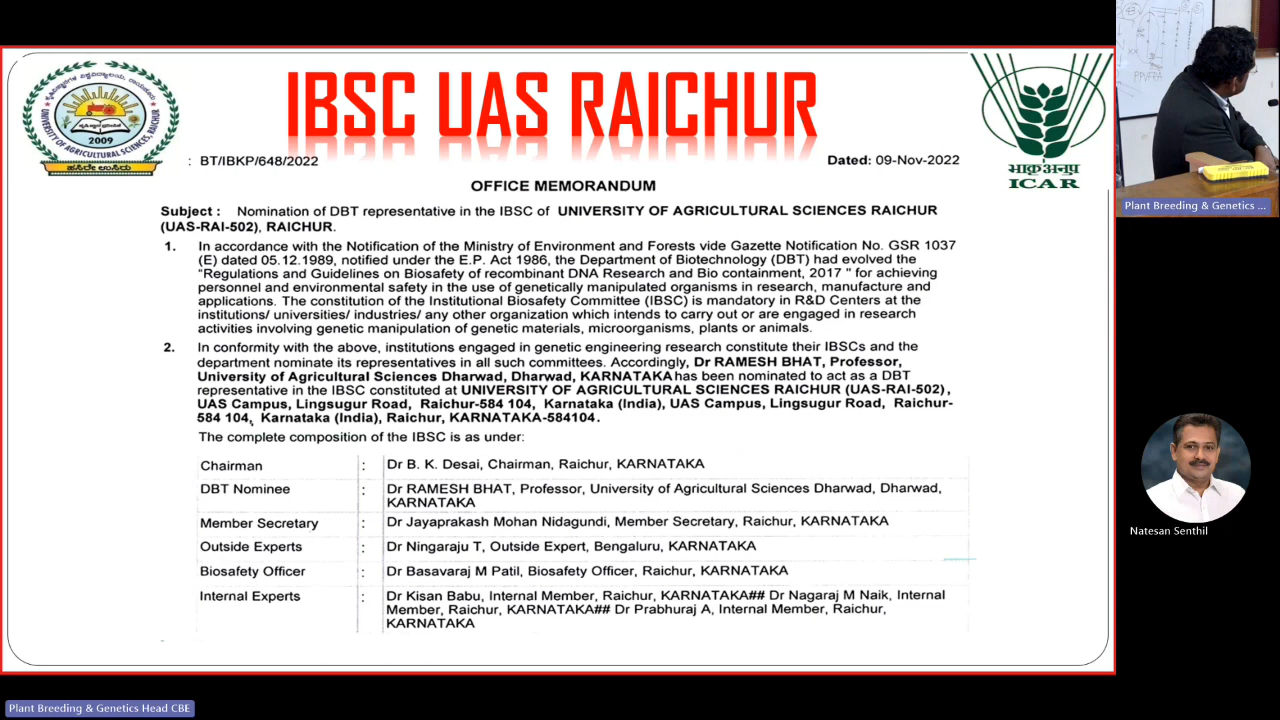 IBSC UAS RAICHUR
UNIVERSITY OF AGRICULTURAL SCIENCES, RAICHUR
2009
ಹಸಿರೇ ಉಸಿರು
भाकृअनुप
ICAR
: BT/IBKP/648/2022 Dated: 09-Nov-2022
OFFICE MEMORANDUM
Subject : Nomination of DBT representative in the IBSC of UNIVERSITY OF AGRICULTURAL SCIENCES RAICHUR
(UAS-RAI-502), RAICHUR.
1. In accordance with the Notification of the Ministry of Environment and Forests vide Gazette Notification No. GSR 1037
(E) dated 05.12.1989, notified under the E.P. Act 1986, the Department of Biotechnology (DBT) had evolved the
"Regulations and Guidelines on Biosafety of recombinant DNA Research and Bio containment, 2017 " for achieving
personnel and environmental safety in the use of genetically manipulated organisms in research, manufacture and
applications. The constitution of the Institutional Biosafety Committee (IBSC) is mandatory in R&D Centers at the
institutions/ universities/ industries/ any other organization which intends to carry out or are engaged in research
activities involving genetic manipulation of genetic materials, microorganisms, plants or animals.
2. In conformity with the above, institutions engaged in genetic engineering research constitute their IBSCs and the
department nominate its representatives in all such committees. Accordingly, Dr RAMESH BHAT, Professor,
University of Agricultural Sciences Dharwad, Dharwad, KARNATAKA has been nominated to act as a DBT
representative in the IBSC constituted at UNIVERSITY OF AGRICULTURAL SCIENCES RAICHUR (UAS-RAI-502),
UAS Campus, Lingsugur Road, Raichur-584 104, Karnataka (India), UAS Campus, Lingsugur Road, Raichur-
584 104, Karnataka (India), Raichur, KARNATAKA-584104.
The complete composition of the IBSC is as under:
Chairman : Dr B. K. Desai, Chairman, Raichur, KARNATAKA
DBT Nominee : Dr RAMESH BHAT, Professor, University of Agricultural Sciences Dharwad, Dharwad,
KARNATAKA
Member Secretary : Dr Jayaprakash Mohan Nidagundi, Member Secretary, Raichur, KARNATAKA
Outside Experts : Dr Ningaraju T, Outside Expert, Bengaluru, KARNATAKA
Biosafety Officer : Dr Basavaraj M Patil, Biosafety Officer, Raichur, KARNATAKA
Internal Experts : Dr Kisan Babu, Internal Member, Raichur, KARNATAKA## Dr Nagaraj M Naik, Internal
Member, Raichur, KARNATAKA## Dr Prabhuraj A, Internal Member, Raichur,
KARNATAKA
PPVFRA
Plant Breeding & Genetics ...
Natesan Senthil
Plant Breeding & Genetics Head CBE